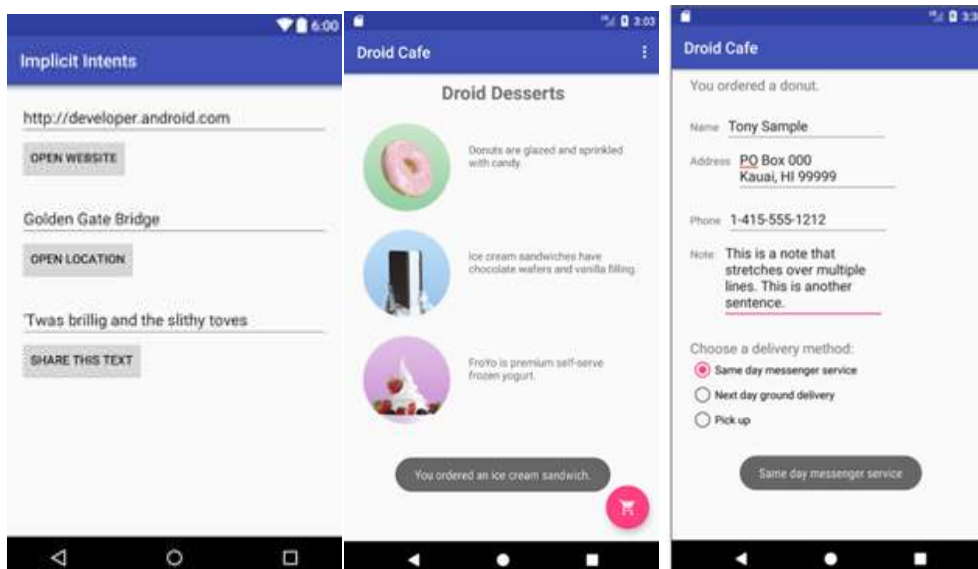 6:00
Implicit Intents
http://developer.android.com
OPEN WEBSITE
Golden Gate Bridge
OPEN LOCATION
'Twas brillig and the slithy toves
SHARE THIS TEXT
3:03
Droid Cafe
Droid Desserts
Donuts are glazed and sprinkled
with candy.
Ice cream sandwiches have
chocolate wafers and vanilla filling.
FroYo is premium self-serve
frozen yogurt.
You ordered an ice cream sandwich.
Droid Cafe
You ordered a donut.
Name Tony Sample
Address PO Box 000
Kauai, HI 99999
Phone 1-415-555-1212
Note: This is a note that
stretches over multiple
lines. This is another
sentence.
Choose a delivery method:
Same day messenger service
Next day ground delivery
Pick up
Same day messenger service